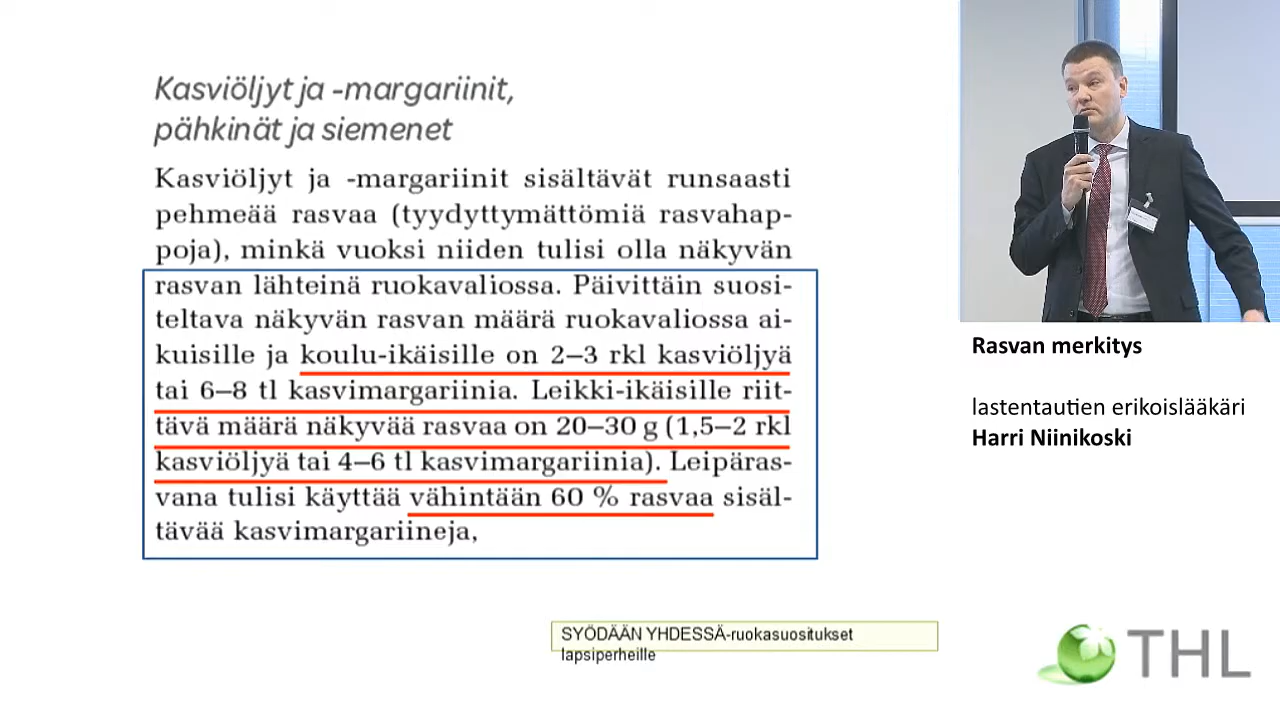 Kasviöljyt ja -margariinit,
pähkinät ja siemenet
Kasviöljyt ja -margariinit sisältävät runsaasti
pehmeää rasvaa (tyydyttymättömiä rasvahap-
poja), minkä vuoksi niiden tulisi olla näkyvän
rasvan lähteinä ruokavaliossa. Päivittäin suosi-
teltava näkyvän rasvan määrä ruokavaliossa ai-
kuisille ja koulu-ikäisille on 2–3 rkl kasviöljyä
tai 6–8 tl kasvimargariinia. Leikki-ikäisille riit-
tävä määrä näkyvää rasvaa on 20–30 g (1,5–2 rkl
kasviöljyä tai 4–6 tl kasvimargariinia). Leipäras-
vana tulisi käyttää vähintään 60 % rasvaa sisäl-
tävää kasvimargariineja,
SYÖDÄÄN YHDESSÄ-ruokasuositukset
lapsiperheille
Rasvan merkitys
lastentautien erikoislääkäri
Harri Niinikoski
THL